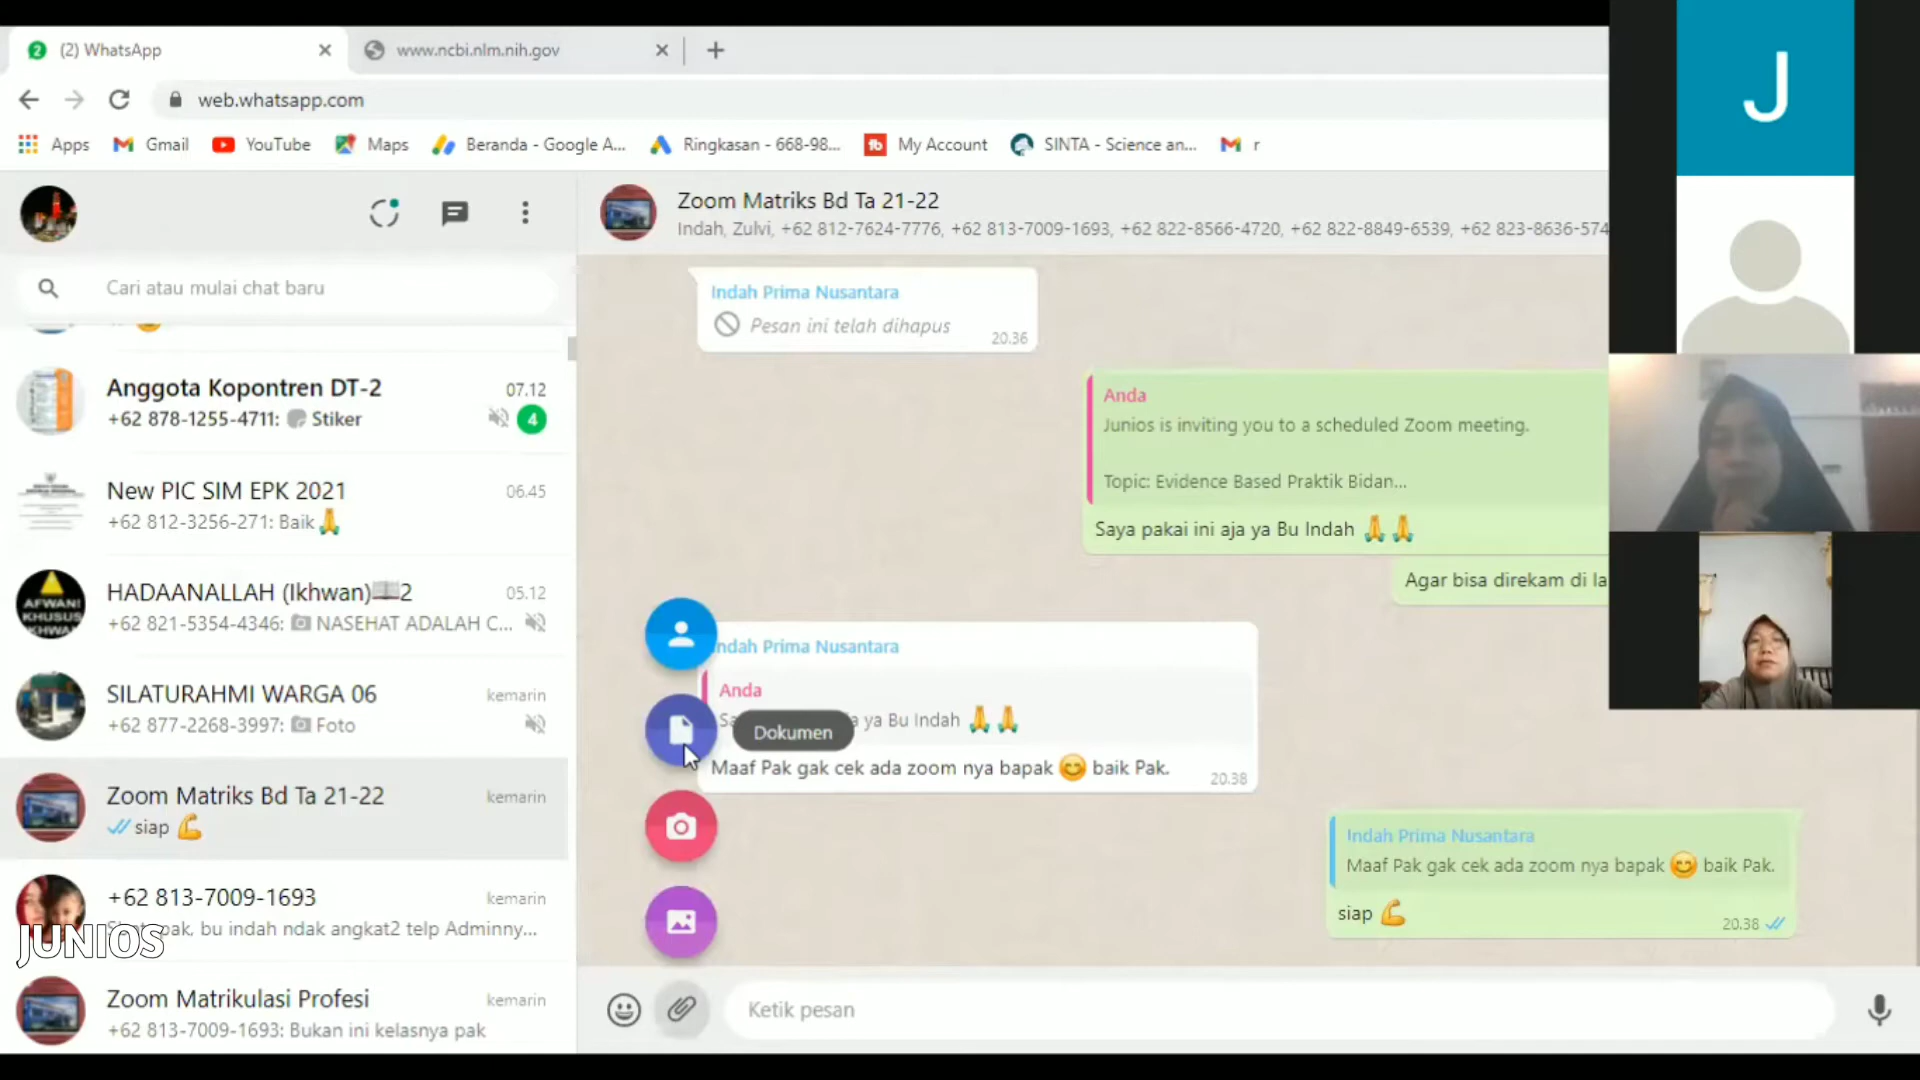 (2) WhatsApp
www.ncbi.nlm.nih.gov
web.whatsapp.com
Apps
Gmail
YouTube
Maps
Beranda - Google A...
Ringkasan - 668-98...
My Account
SINTA - Science an...
r
Cari atau mulai chat baru
Anggota Kopontren DT-2
07.12
+62 878-1255-4711: Stiker
4
New PIC SIM EPK 2021
06.45
+62 812-3256-271: Baik🙏
AFWAN!
KHUSUS
HADAANALLAH (Ikhwan)📖2
05.12
+62 821-5354-4346: NASEHAT ADALAH C...
SILATURAHMI WARGA 06
kemarin
+62 877-2268-3997: Foto
Zoom Matriks Bd Ta 21-22
kemarin
siap 💪
+62 813-7009-1693
kemarin
pak, bu indah ndak angkat2 telp Adminny...
JUNIOS
Zoom Matrikulasi Profesi
kemarin
+62 813-7009-1693: Bukan ini kelasnya pak
Zoom Matriks Bd Ta 21-22
Indah, Zulvi, +62 812-7624-7776, +62 813-7009-1693, +62 822-8566-4720, +62 822-8849-6539, +62 823-8636-574
Indah Prima Nusantara
Pesan ini telah dihapus
20.36
Anda
Junios is inviting you to a scheduled Zoom meeting.
Topic: Evidence Based Praktik Bidan...
Saya pakai ini aja ya Bu Indah 🙏🙏
Agar bisa direkam di la
ndah Prima Nusantara
Anda
ya Bu Indah 🙏🙏
Dokumen
Maaf Pak gak cek ada zoom nya bapak 😊 baik Pak.
20.38
Indah Prima Nusantara
Maaf Pak gak cek ada zoom nya bapak 😊 baik Pak.
siap 💪
20.38
Ketik pesan
J